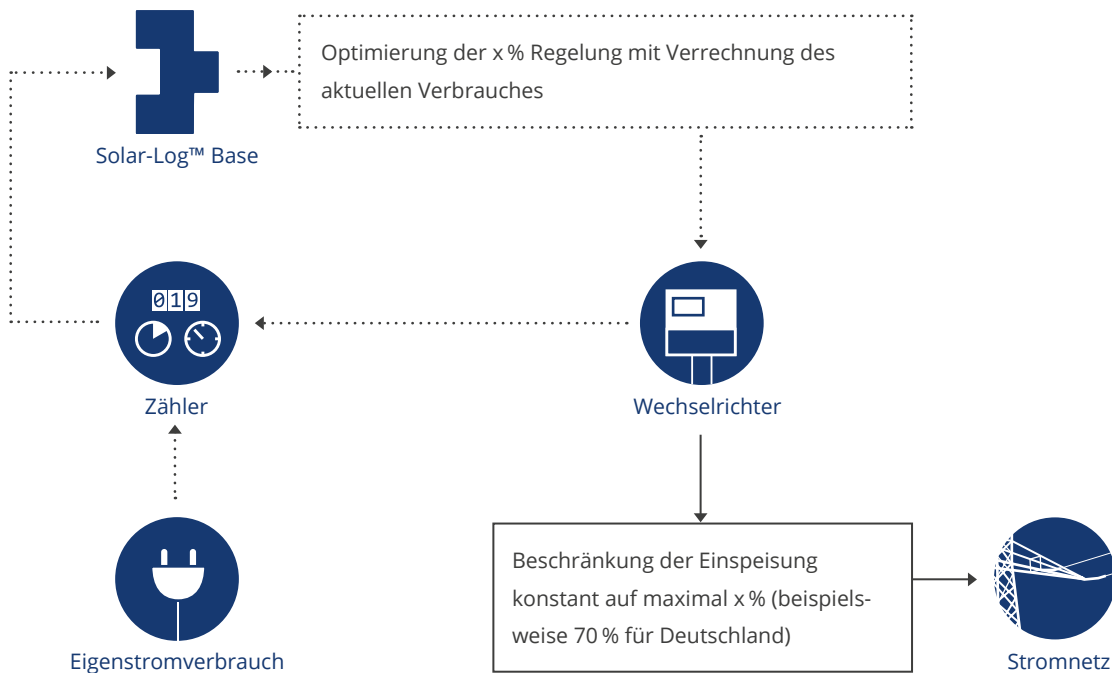 Optimierung der x % Regelung mit Verrechnung des
aktuellen Verbrauches
Solar-Log™ Base
019
Zähler
Wechselrichter
Beschränkung der Einspeisung
konstant auf maximal x % (beispiels-
weise 70 % für Deutschland)
Eigenstromverbrauch
Stromnetz